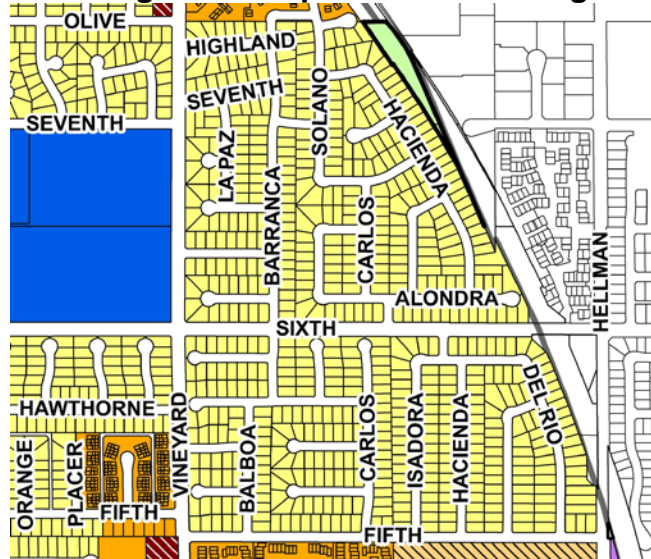 OLIVE
HIGHLAND
SEVENTH
SOLANO
HACIENDA
SEVENTH
LA PAZ
BARRANCA
CARLOS
HELLMAN
ALONDRA
SIXTH
DEL RIO
HAWTHORNE
VINEYARD
BALBOA
CARLOS
ISADORA
HACIENDA
ORANGE
PLACER
FIFTH
FIFTH